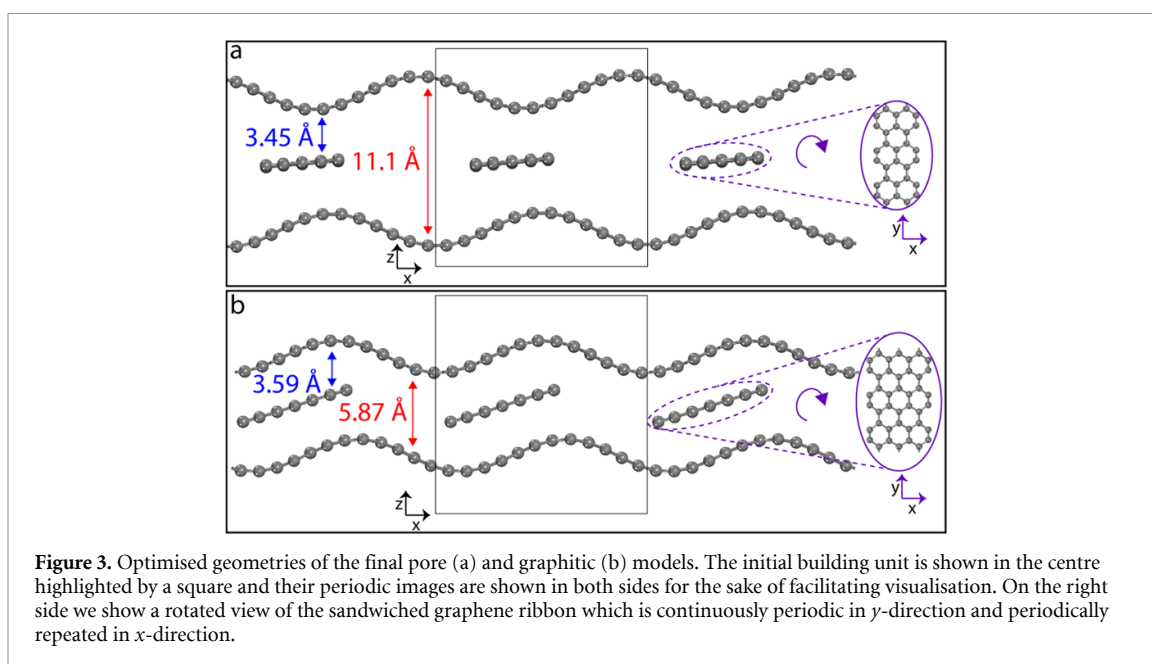 a
3.45 Å
11.1 Å
z
x
y
x
b
3.59 Å
5.87 Å
z
x
y
x
Figure 3. Optimised geometries of the final pore (a) and graphitic (b) models. The initial building unit is shown in the centre
highlighted by a square and their periodic images are shown in both sides for the sake of facilitating visualisation. On the right
side we show a rotated view of the sandwiched graphene ribbon which is continuously periodic in y-direction and periodically
repeated in x-direction.